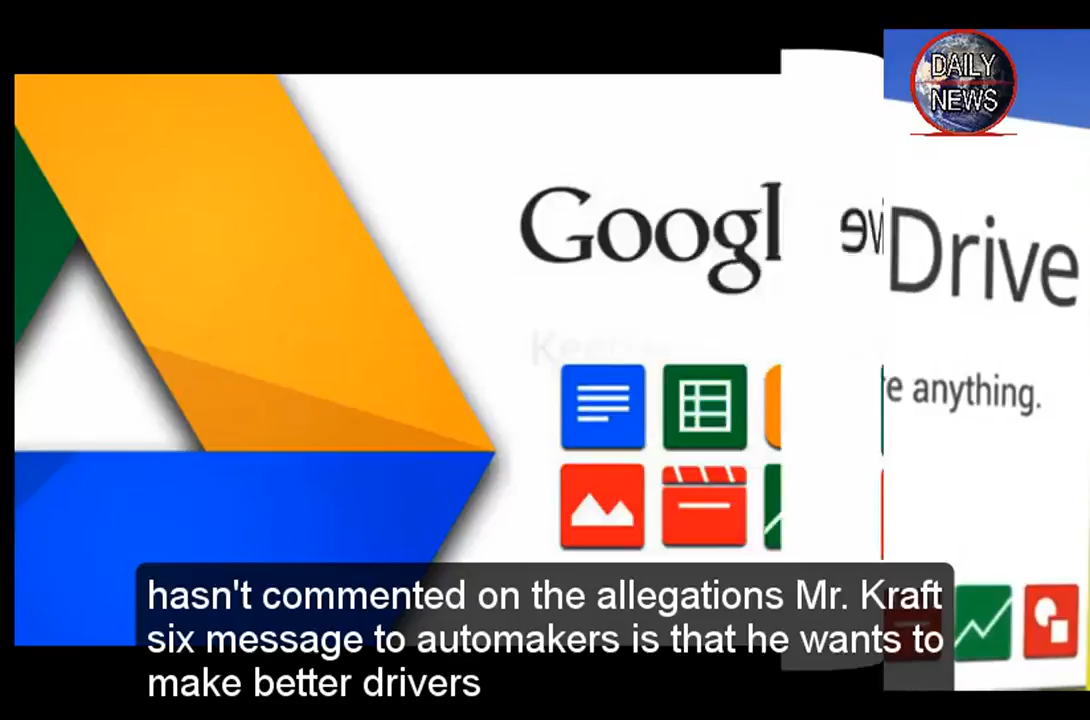 DAILY
NEWS
Googl
ve
Drive
e anything.
hasn't commented on the allegations Mr. Kraft
six message to automakers is that he wants to
make better drivers